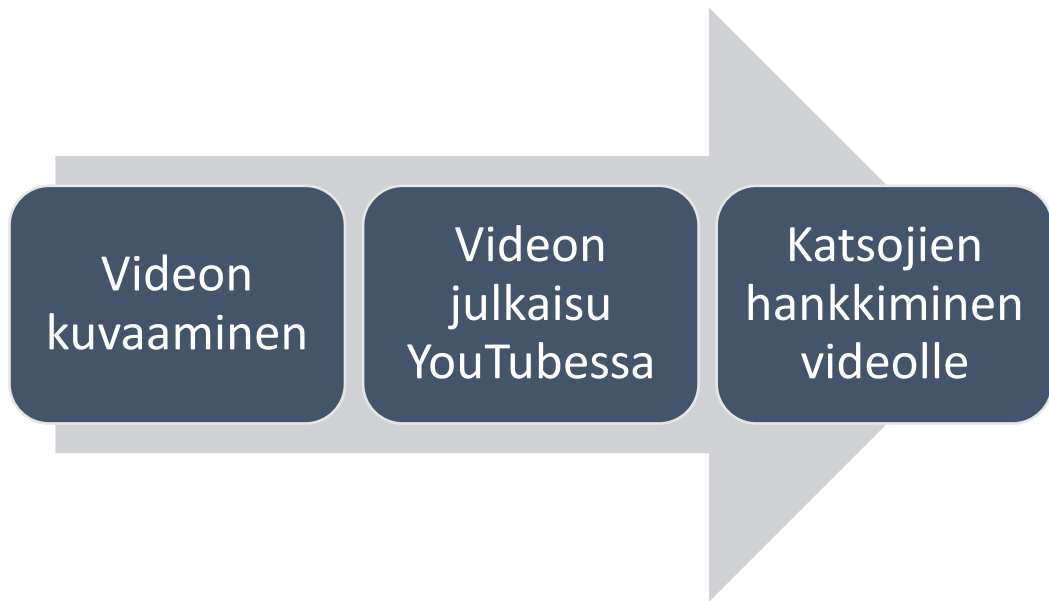 Videon
kuvaaminen
Videon
julkaisu
YouTubessa
Katsojien
hankkiminen
videolle